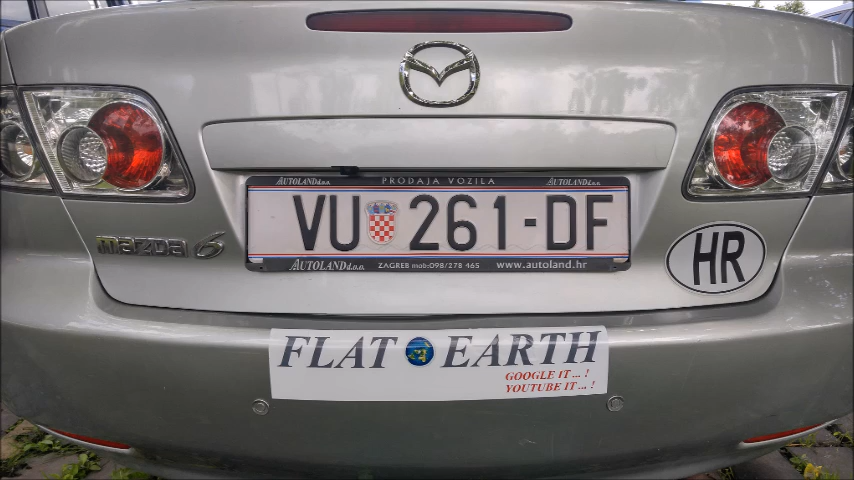 AUTOLAND d.o.o. PRODAJA VOZILA AUTOLAND d.o.o.
VU 261-DF
AUTOLAND d.o.o. ZAGREB mob:098/278 465 www.autoland.hr
mazda 6
HR
FLAT EARTH
GOOGLE IT ... !
YOUTUBE IT ... !